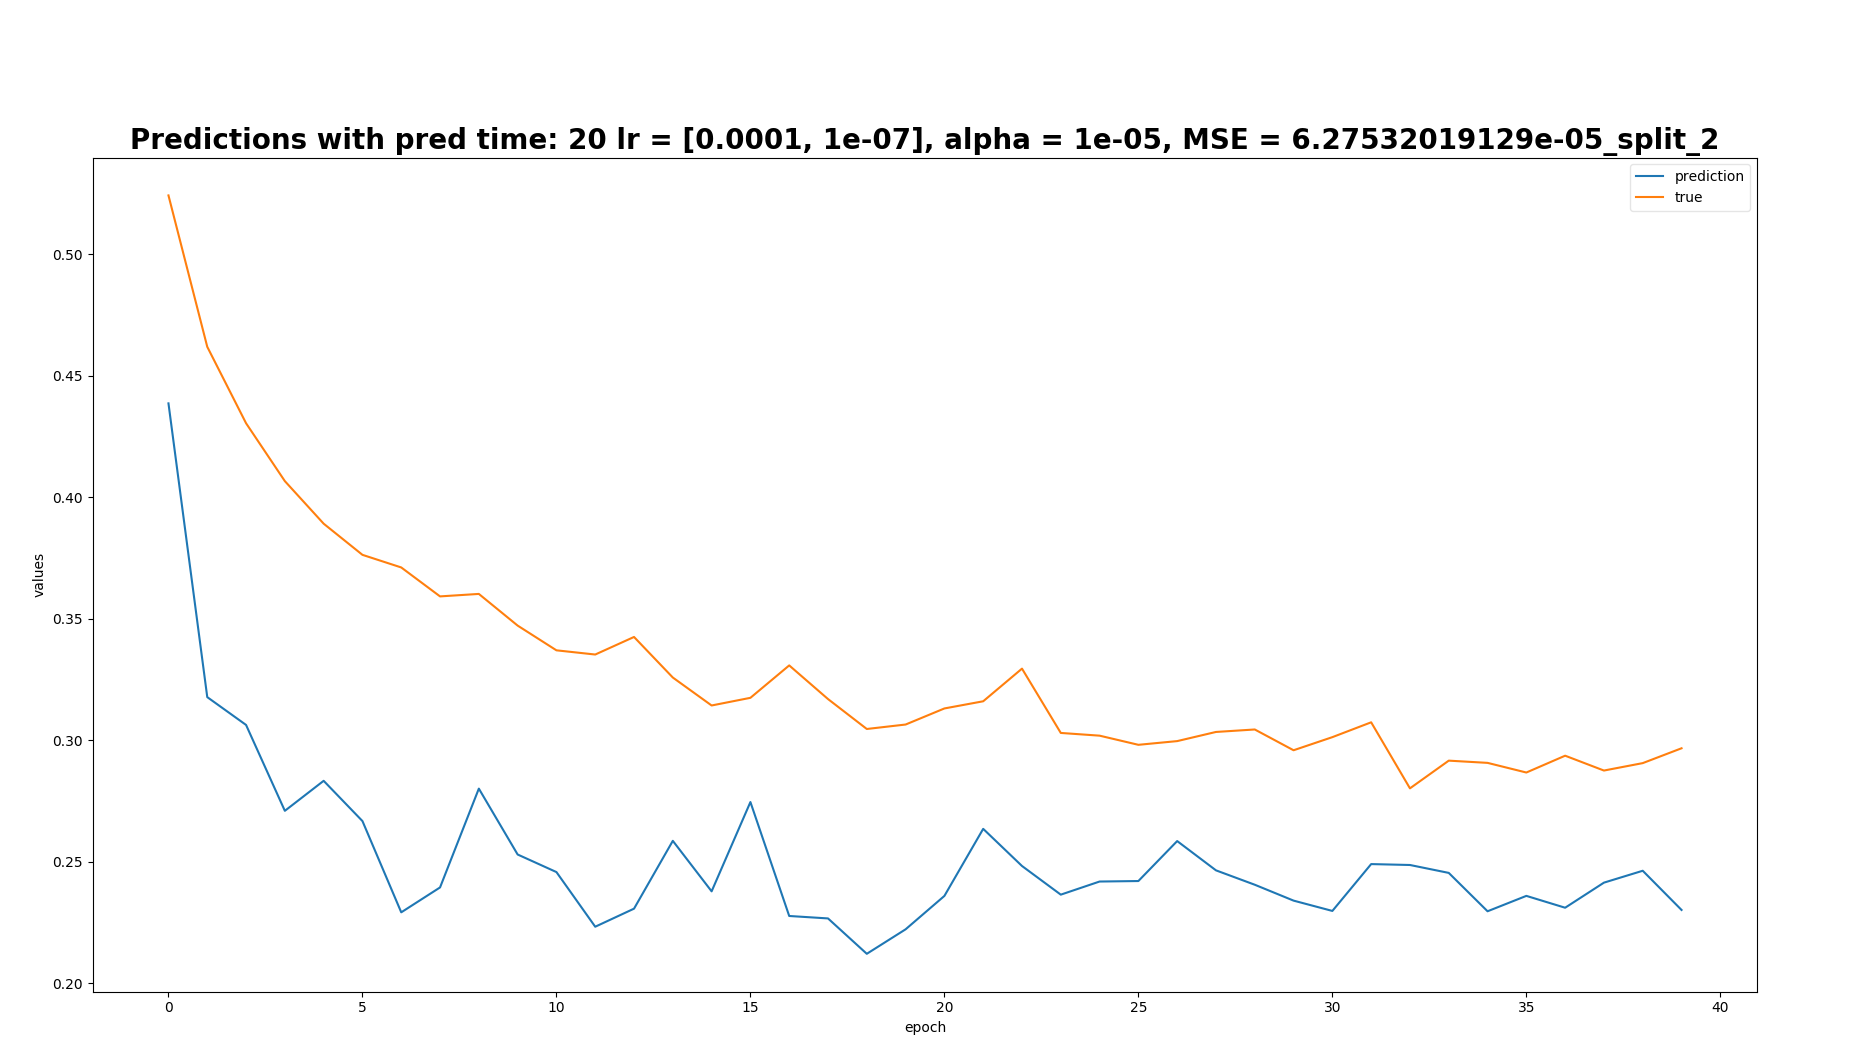 Predictions with pred time: 20 lr = [0.0001, 1e-07], alpha = 1e-05, MSE = 6.27532019129e-05_split_2
prediction
true
0.50
0.45
0.40
0.35
0.30
0.25
0.20
values
0 5 10 15 20 25 30 35 40
epoch